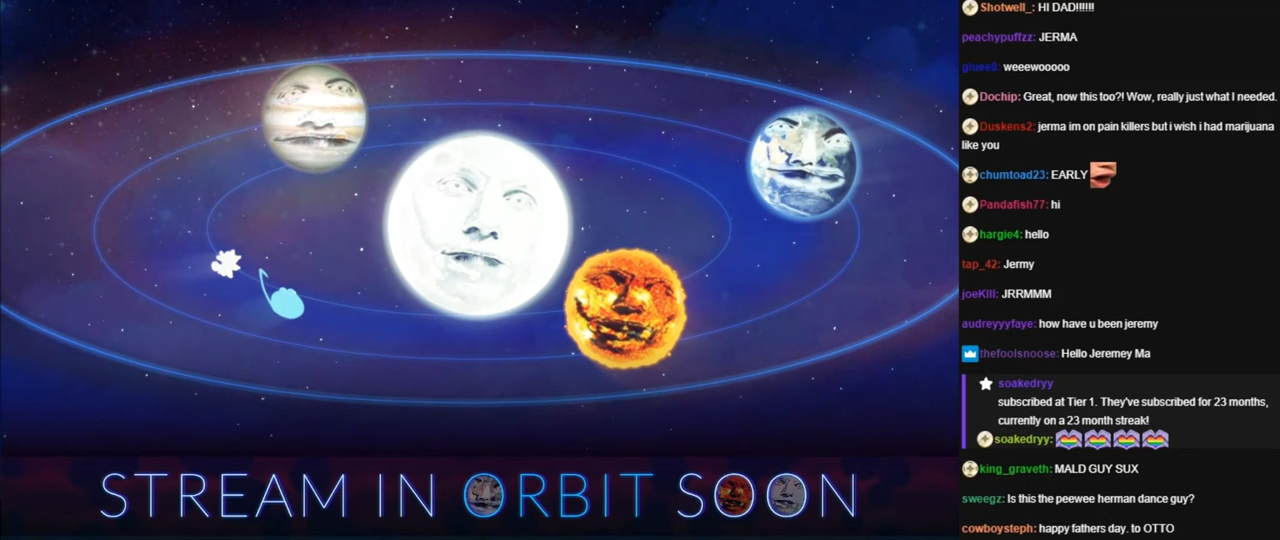 STREAM IN ORBIT SOON
Shotwell_: HI DAD!!!!!!
peachypuffzz: JERMA
weeewooooo
Dochip: Great, now this too?! Wow, really just what I needed.
Duskens2: jerma im on pain killers but i wish i had marijuana
like you
chumtoad23: EARLY
Pandafish77: hi
hargie4: hello
tap_42: Jermy
joeKIll: JRRMMM
audreyyyfaye: how have u been jeremy
thefoolsnoose: Hello Jeremey Ma
soakedryy
subscribed at Tier 1. They've subscribed for 23 months,
currently on a 23 month streak!
soakedryy:
king_graveth: MALD GUY SUX
sweegz: Is this the peewee herman dance guy?
cowboysteph: happy fathers day. to OTTO